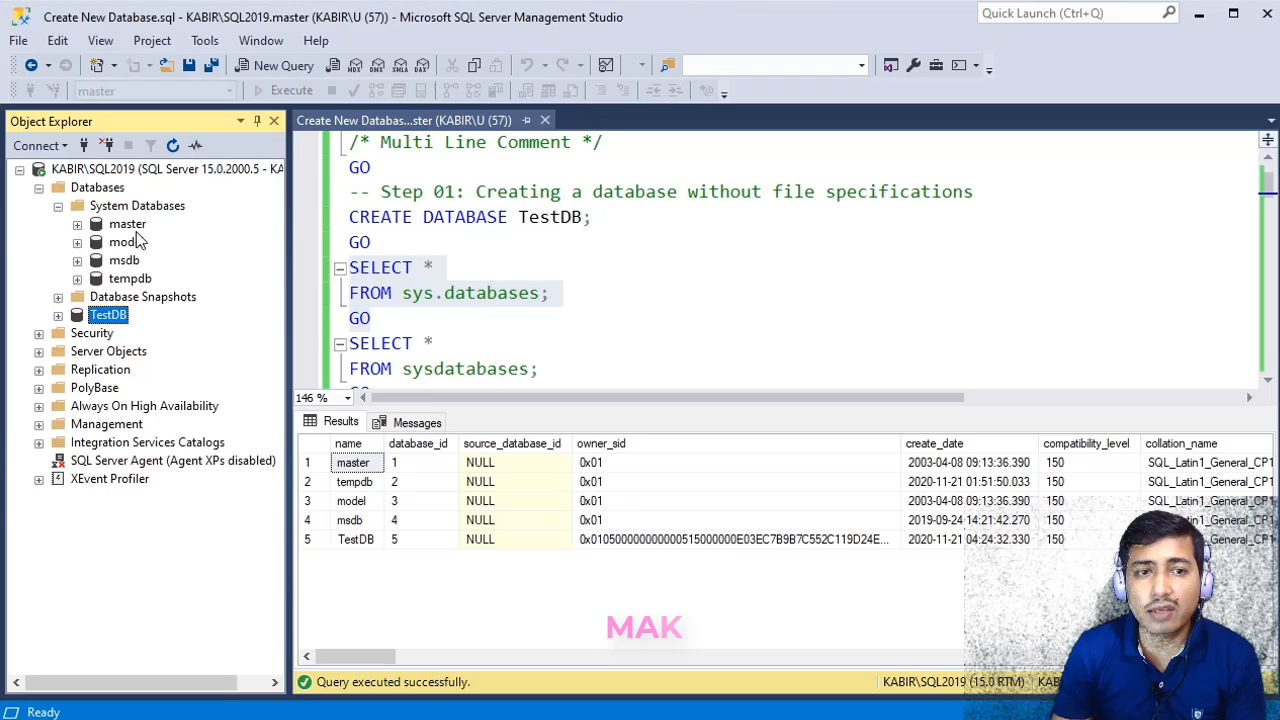 Create New Database.sql - KABIR\SQL2019.master (KABIR\U (57)) - Microsoft SQL Server Management Studio
Quick Launch (Ctrl+Q)
File Edit View Project Tools Window Help
New Query MDX DMX XMLA DAX
master Execute
Object Explorer
Create New Databas...ster (KABIR\U (57))
Connect
KABIR\SQL2019 (SQL Server 15.0.2000.5 - KA
Databases
System Databases
master
msdb
tempdb
Database Snapshots
TestDB
Security
Server Objects
Replication
PolyBase
Always On High Availability
Management
Integration Services Catalogs
SQL Server Agent (Agent XPs disabled)
XEvent Profiler
/* Multi Line Comment */
GO
-- Step 01: Creating a database without file specifications
CREATE DATABASE TestDB;
GO
SELECT *
FROM sys.databases;
GO
SELECT *
FROM sysdatabases;
146 %
Results Messages
name database_id source_database_id owner_sid create_date compatibility_level collation_name
1 master 1 NULL 0x01 2003-04-08 09:13:36.390 150 SQL_Latin1_General_CP1
2 tempdb 2 NULL 0x01 2020-11-21 01:51:50.033 150 SQL_Latin1_General_CP1
3 model 3 NULL 0x01 2003-04-08 09:13:36.390 150
4 msdb 4 NULL 0x01 2019-09-24 14:21:42.270 150
5 TestDB 5 NULL 0x010500000000000515000000E03EC7B9B7C552C119D24E... 2020-11-21 04:24:32.330 150
MAK
Query executed successfully.
KABIR\SQL2019 (15.0 RTM)
Ready